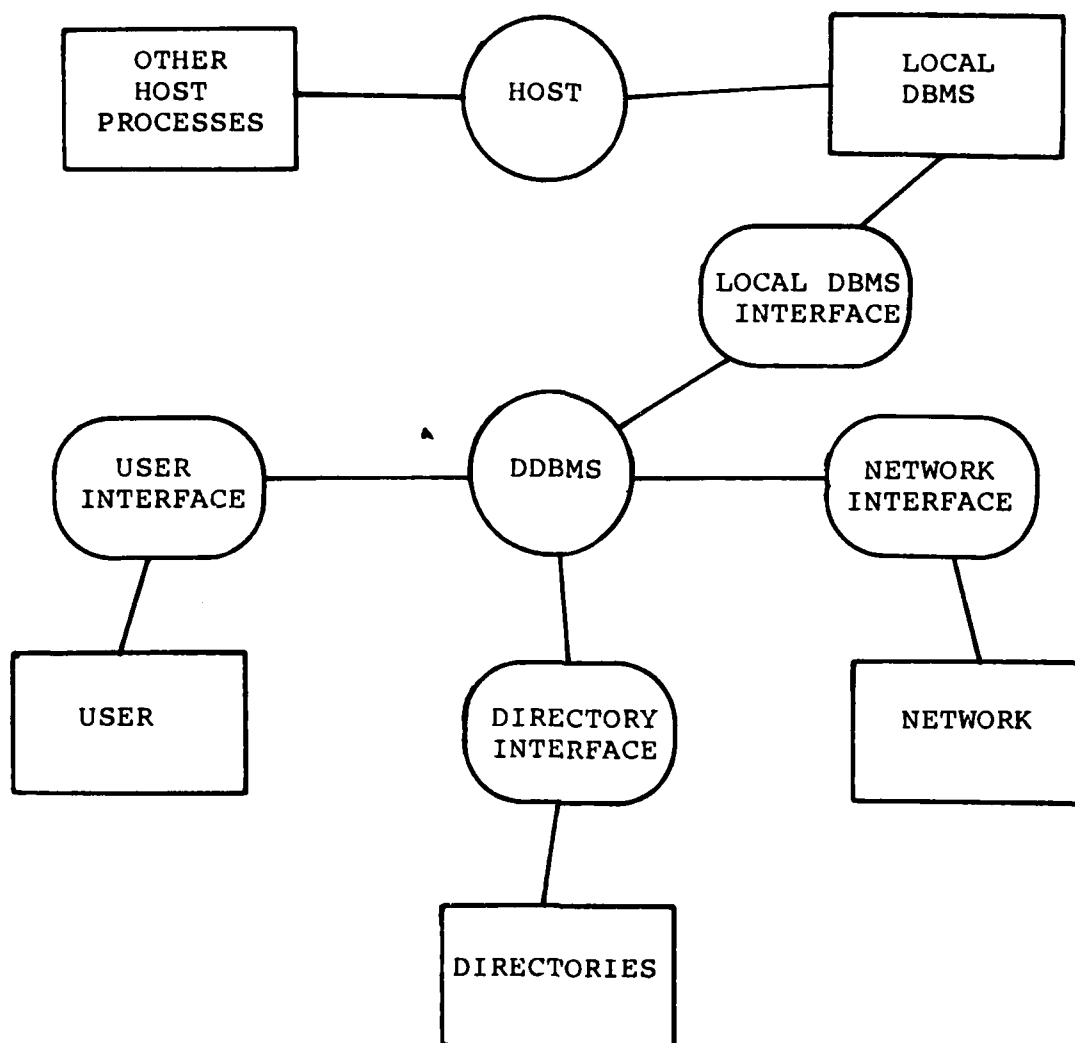 OTHER
HOST
PROCESSES
HOST
LOCAL
DBMS
LOCAL DBMS
INTERFACE
USER
INTERFACE
DDBMS
NETWORK
INTERFACE
USER
DIRECTORY
INTERFACE
NETWORK
DIRECTORIES